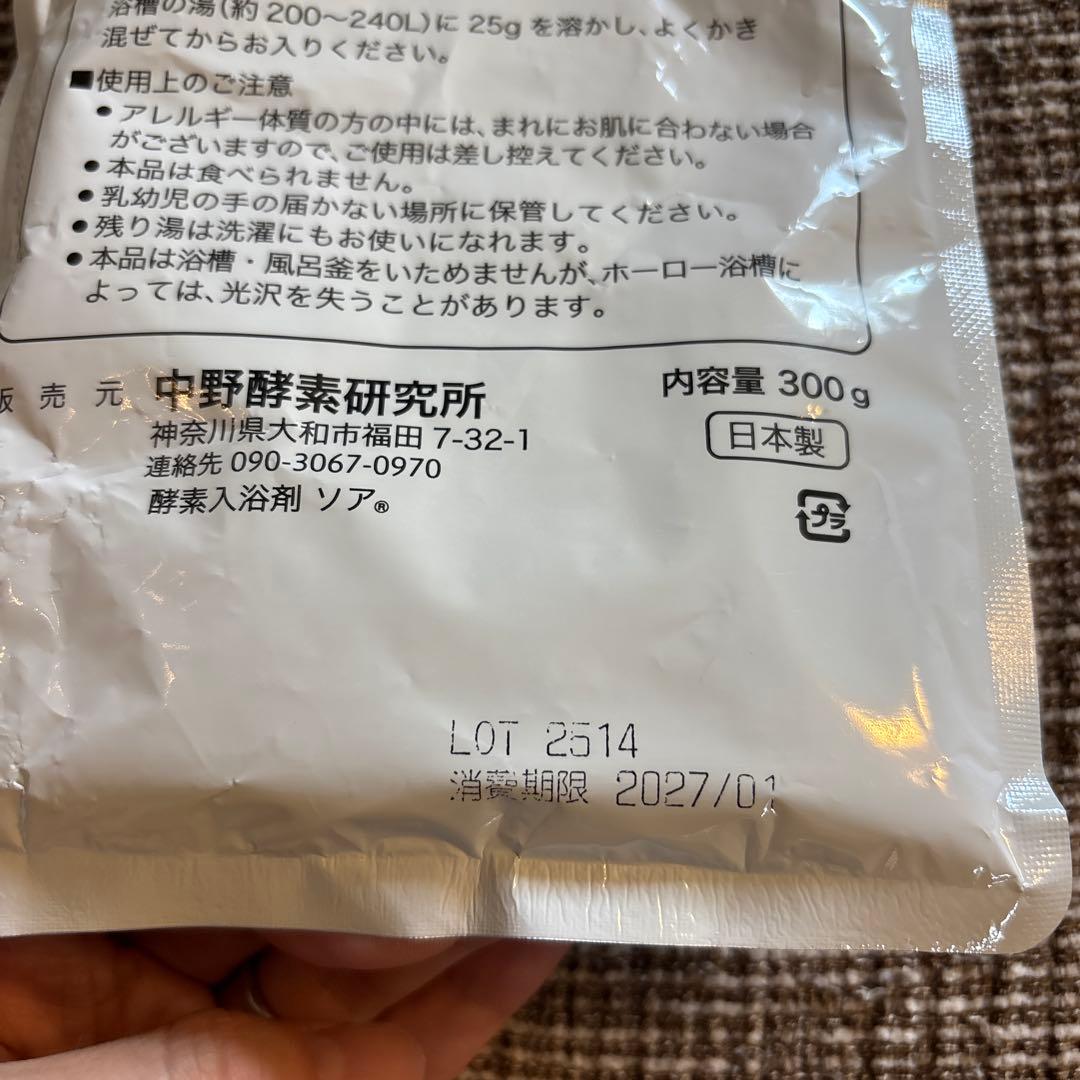 浴槽の湯(約200〜240L)に25gを溶かし、よくかき
混ぜてからお入りください。
■使用上のご注意
●アレルギー体質の方の中には、まれにお肌に合わない場合
がございますので、ご使用は差し控えてください。
●本品は食べられません。
●乳幼児の手の届かない場所に保管してください。
●残り湯は洗濯にもお使いになれます。
●本品は浴槽・風呂釜をいためませんが、ホーロー浴槽に
よっては、光沢を失うことがあります。
販売元 中野酵素研究所
神奈川県大和市福田7-32-1
連絡先 090-3067-0970
酵素入浴剤 ソア®
内容量 300g
日本製
プラ
LOT 2514
消費期限 2027/01